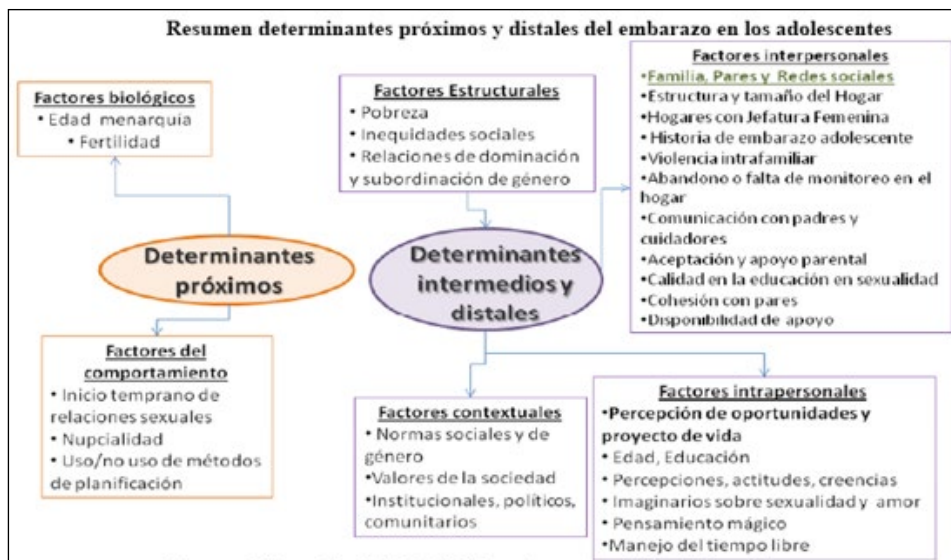 Resumen determinantes próximos y distales del embarazo en los adolescentes
Factores biológicos
• Edad menarquía
• Fertilidad
Factores Estructurales
• Pobreza
• Inequidades sociales
• Relaciones de dominación
y subordinación de género
Factores interpersonales
•Familia, Pares y Redes sociales
•Estructura y tamaño del Hogar
•Hogares con Jefatura Femenina
• Historia de embarazo adolescente
•Violencia intrafamiliar
•Abandono o falta de monitoreo en el
hogar
•Comunicación con padres y
cuidadores
•Aceptación y apoyo parental
•Calidad en la educación en sexualidad
•Cohesión con pares
•Disponibilidad de apoyo
Determinantes
próximos
Determinantes
intermedios y
distales
Factores del
comportamiento
• Inicio temprano de
relaciones sexuales
• Nupcialidad
• Uso/no uso de métodos
de planificación
Factores contextuales
• Normas sociales y de
género
•Valores de la sociedad
•Institucionales, políticos,
comunitarios
Factores intrapersonales
•Percepción de oportunidades y
proyecto de vida
• Edad, Educación
• Percepciones, actitudes, creencias
• Imaginarios sobre sexualidad y amor
• Pensamiento mágico
• Manejo del tiempo libre